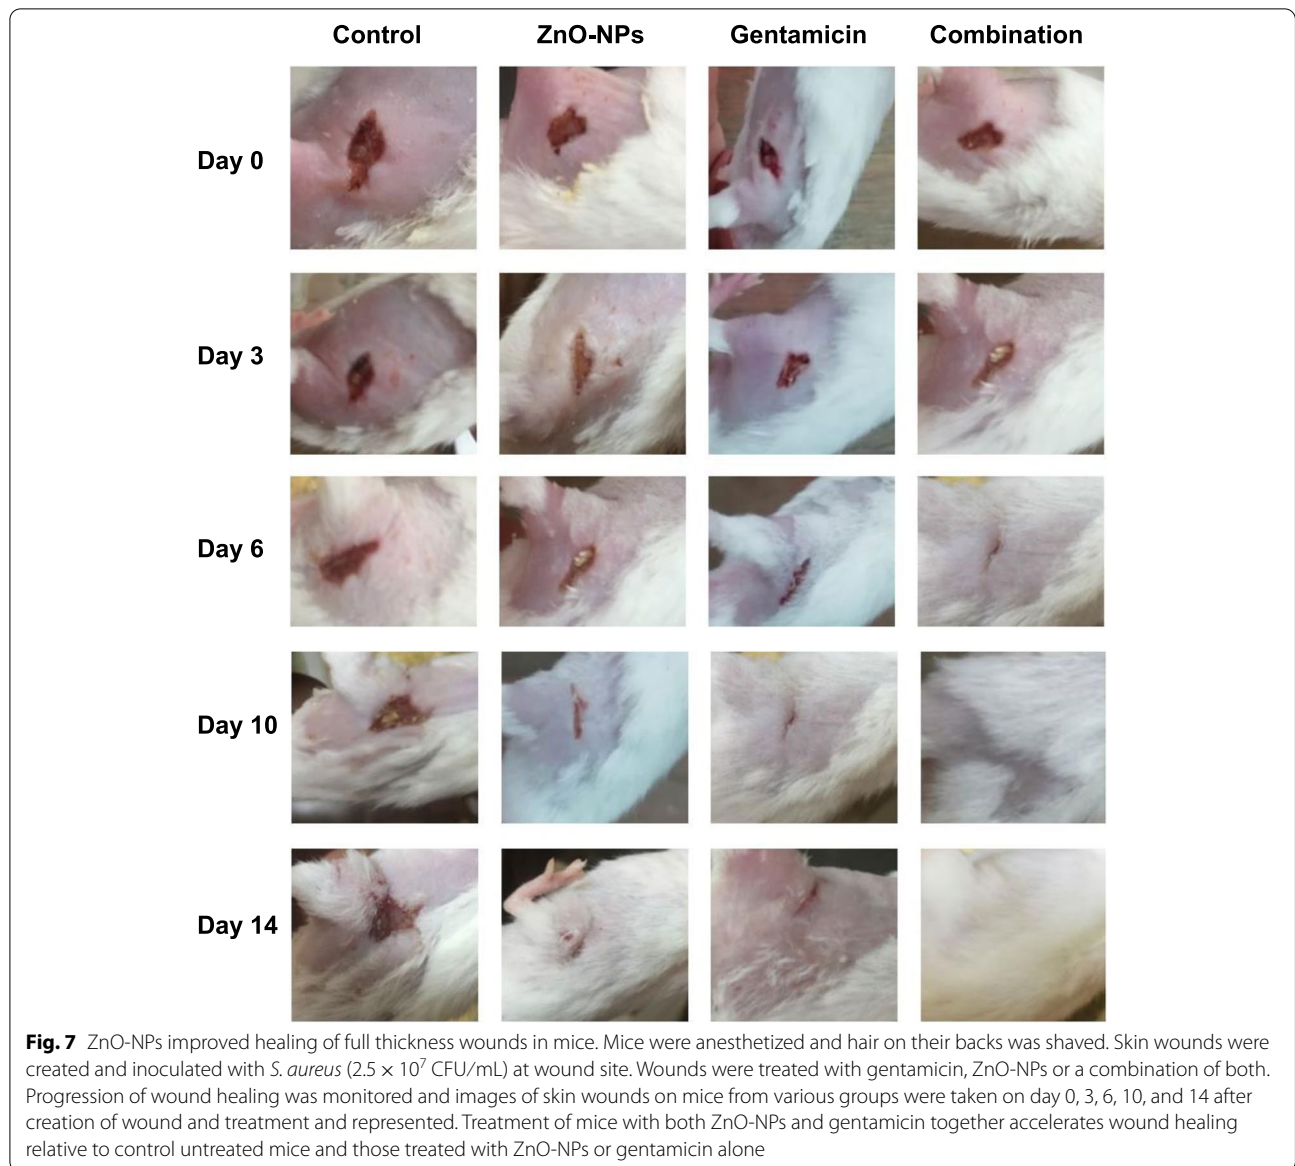 Control ZnO-NPs Gentamicin Combination
Day 0
Day 3
Day 6
Day 10
Day 14
Fig. 7 ZnO-NPs improved healing of full thickness wounds in mice. Mice were anesthetized and hair on their backs was shaved. Skin wounds were
created and inoculated with S. aureus (2.5 × 10⁷ CFU/mL) at wound site. Wounds were treated with gentamicin, ZnO-NPs or a combination of both.
Progression of wound healing was monitored and images of skin wounds on mice from various groups were taken on day 0, 3, 6, 10, and 14 after
creation of wound and treatment and represented. Treatment of mice with both ZnO-NPs and gentamicin together accelerates wound healing
relative to control untreated mice and those treated with ZnO-NPs or gentamicin alone